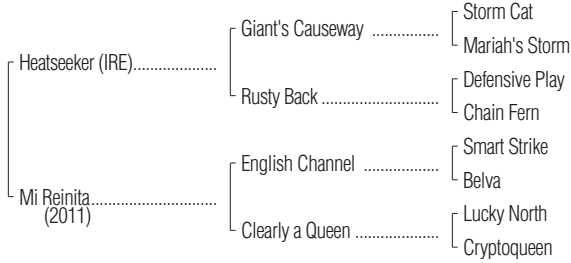 Storm Cat
Giant's Causeway ................
Mariah's Storm
Heatseeker (IRE)....................
Defensive Play
Rusty Back ............................
Chain Fern
Smart Strike
English Channel ..................
Belva
Mi Reinita..............................
(2011)
Lucky North
Clearly a Queen ....................
Cryptoqueen